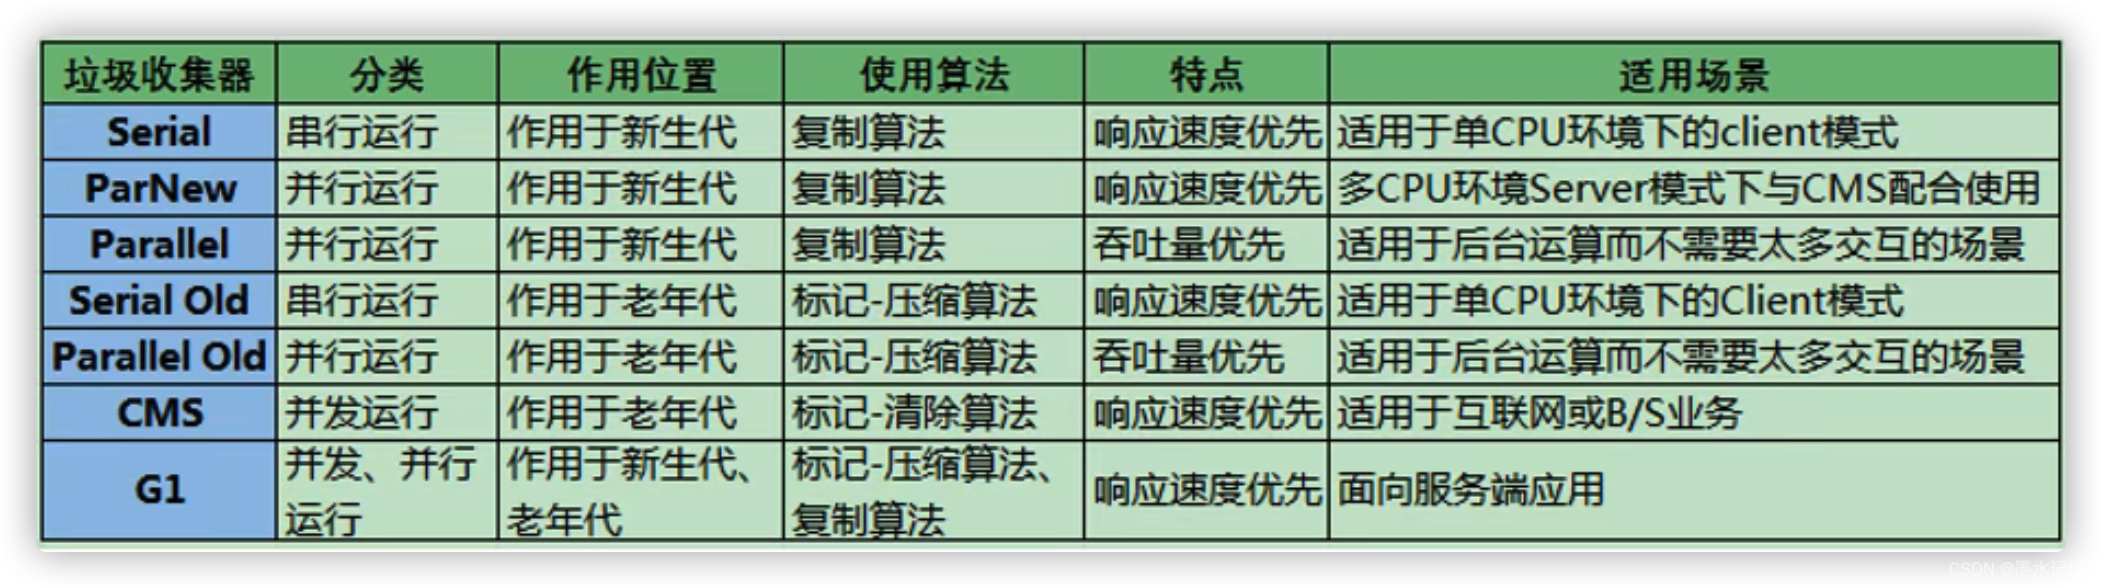 垃圾收集器 分类 作用位置 使用算法 特点 适用场景
Serial 串行运行 作用于新生代 复制算法 响应速度优先 适用于单CPU环境下的client模式
ParNew 并行运行 作用于新生代 复制算法 响应速度优先 多CPU环境Server模式下与CMS配合使用
Parallel 并行运行 作用于新生代 复制算法 吞吐量优先 适用于后台运算而不需要太多交互的场景
Serial Old 串行运行 作用于老年代 标记-压缩算法 响应速度优先 适用于单CPU环境下的Client模式
Parallel Old 并行运行 作用于老年代 标记-压缩算法 吞吐量优先 适用于后台运算而不需要太多交互的场景
CMS 并发运行 作用于老年代 标记-清除算法 响应速度优先 适用于互联网或B/S业务
G1 并发、并行 作用于新生代、 标记-压缩算法、 响应速度优先 面向服务端应用
运行 老年代 复制算法
CSDN